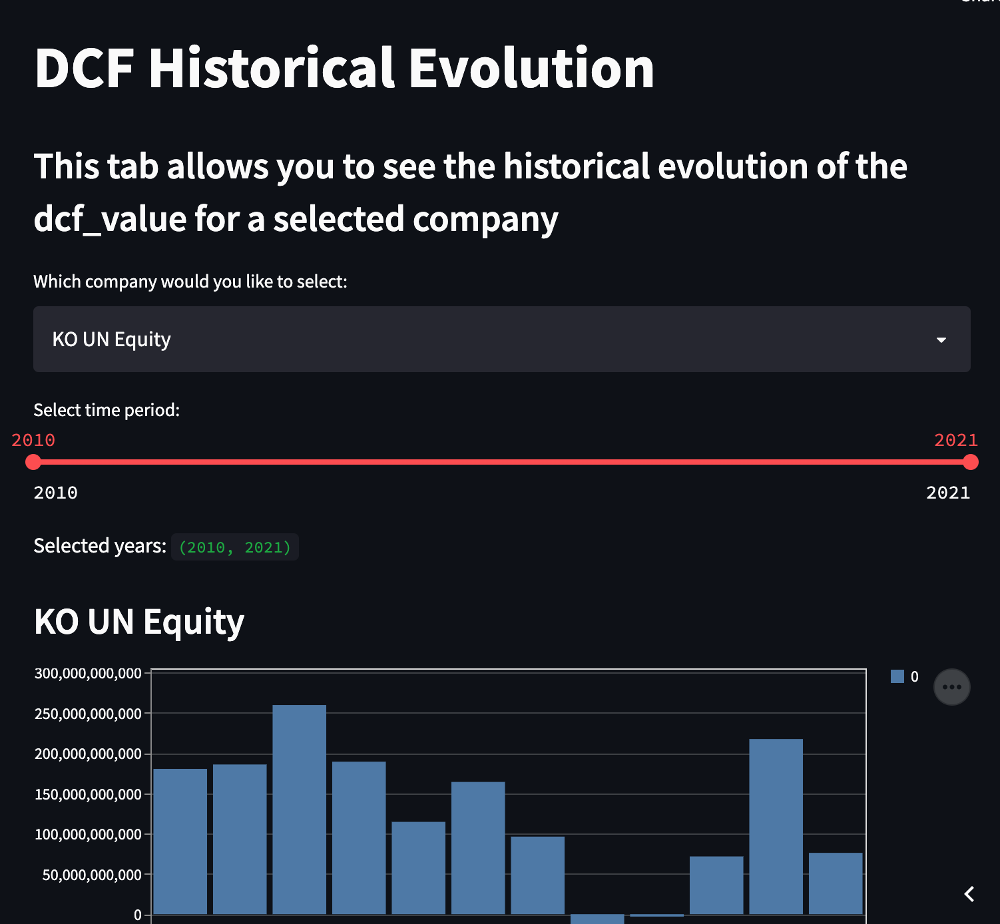 DCF Historical Evolution
This tab allows you to see the historical evolution of the
dcf_value for a selected company
Which company would you like to select:
KO UN Equity
Select time period:
2010 2021
2010 2021
Selected years: (2010, 2021)
KO UN Equity
300,000,000,000
0
250,000,000,000
200,000,000,000
150,000,000,000
100,000,000,000
50,000,000,000
0